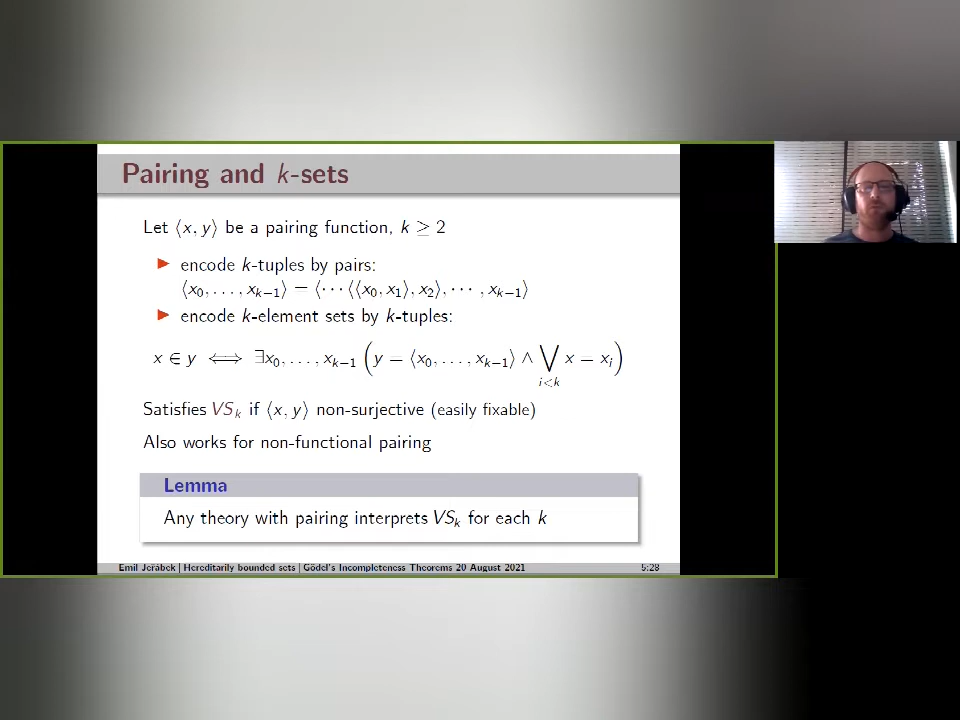 Pairing and k-sets
Let ⟨x, y⟩ be a pairing function, k ≥ 2
▶ encode k-tuples by pairs:
⟨x₀, . . . , xₖ₋₁⟩ = ⟨· · · ⟨⟨x₀, x₁⟩, x₂⟩, · · · , xₖ₋₁⟩
▶ encode k-element sets by k-tuples:
x ∈ y ⟺ ∃x₀, . . . , xₖ₋₁ (y = ⟨x₀, . . . , xₖ₋₁⟩ ∧ ⋁ x = xᵢ)
i<k
Satisfies VSₖ if ⟨x, y⟩ non-surjective (easily fixable)
Also works for non-functional pairing
Lemma
Any theory with pairing interprets VSₖ for each k
Emil Jeřábek | Hereditarily bounded sets | Gödel's Incompleteness Theorems 20 August 2021 5:28